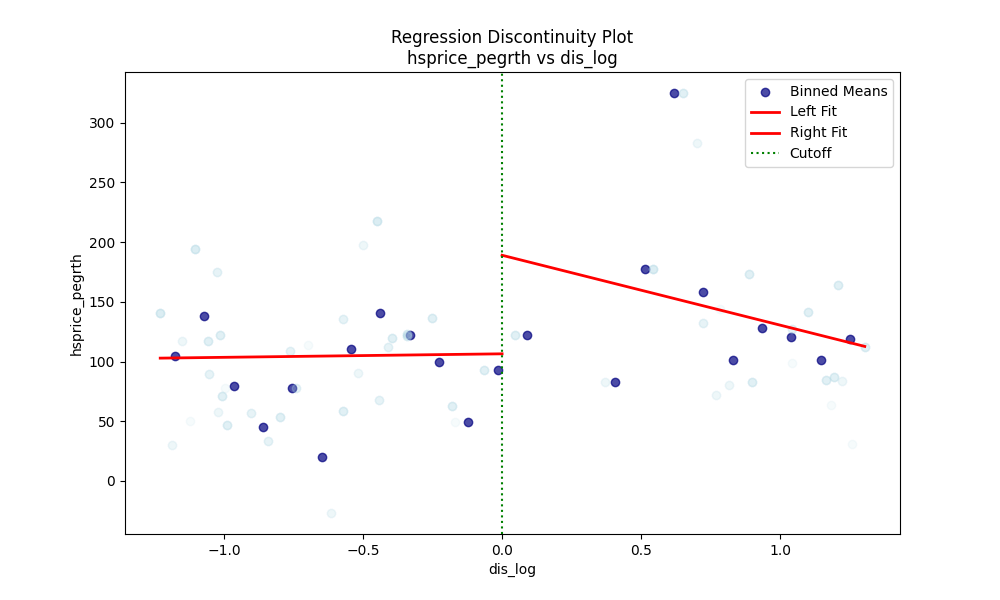 Regression Discontinuity Plot
hsprice_pegrth vs dis_log
Binned Means
Left Fit
Right Fit
Cutoff
hsprice_pegrth
300
250
200
150
100
50
0
−1.0
−0.5
0.0
0.5
1.0
dis_log